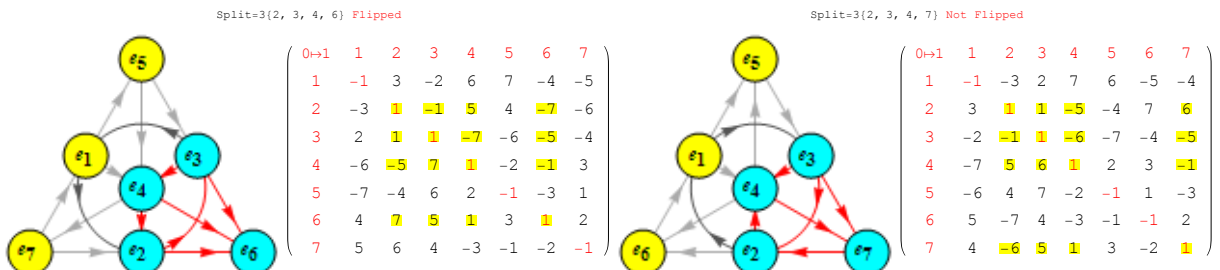 Split=3{2, 3, 4, 6} Flipped
e5
e1
e3
e4
e7
e2
e6
0↦1 1 2 3 4 5 6 7
1 -1 3 -2 6 7 -4 -5
2 -3 1 -1 5 4 -7 -6
3 2 1 1 -7 -6 -5 -4
4 -6 -5 7 1 -2 -1 3
5 -7 -4 6 2 -1 -3 1
6 4 7 5 1 3 1 2
7 5 6 4 -3 -1 -2 -1
Split=3{2, 3, 4, 7} Not Flipped
e5
e1
e3
e4
e6
e2
e7
0↦1 1 2 3 4 5 6 7
1 -1 -3 2 7 6 -5 -4
2 3 1 1 -5 -4 7 6
3 -2 -1 1 -6 -7 -4 -5
4 -7 5 6 1 2 3 -1
5 -6 4 7 -2 -1 1 -3
6 5 -7 4 -3 -1 -1 2
7 4 -6 5 1 3 -2 1